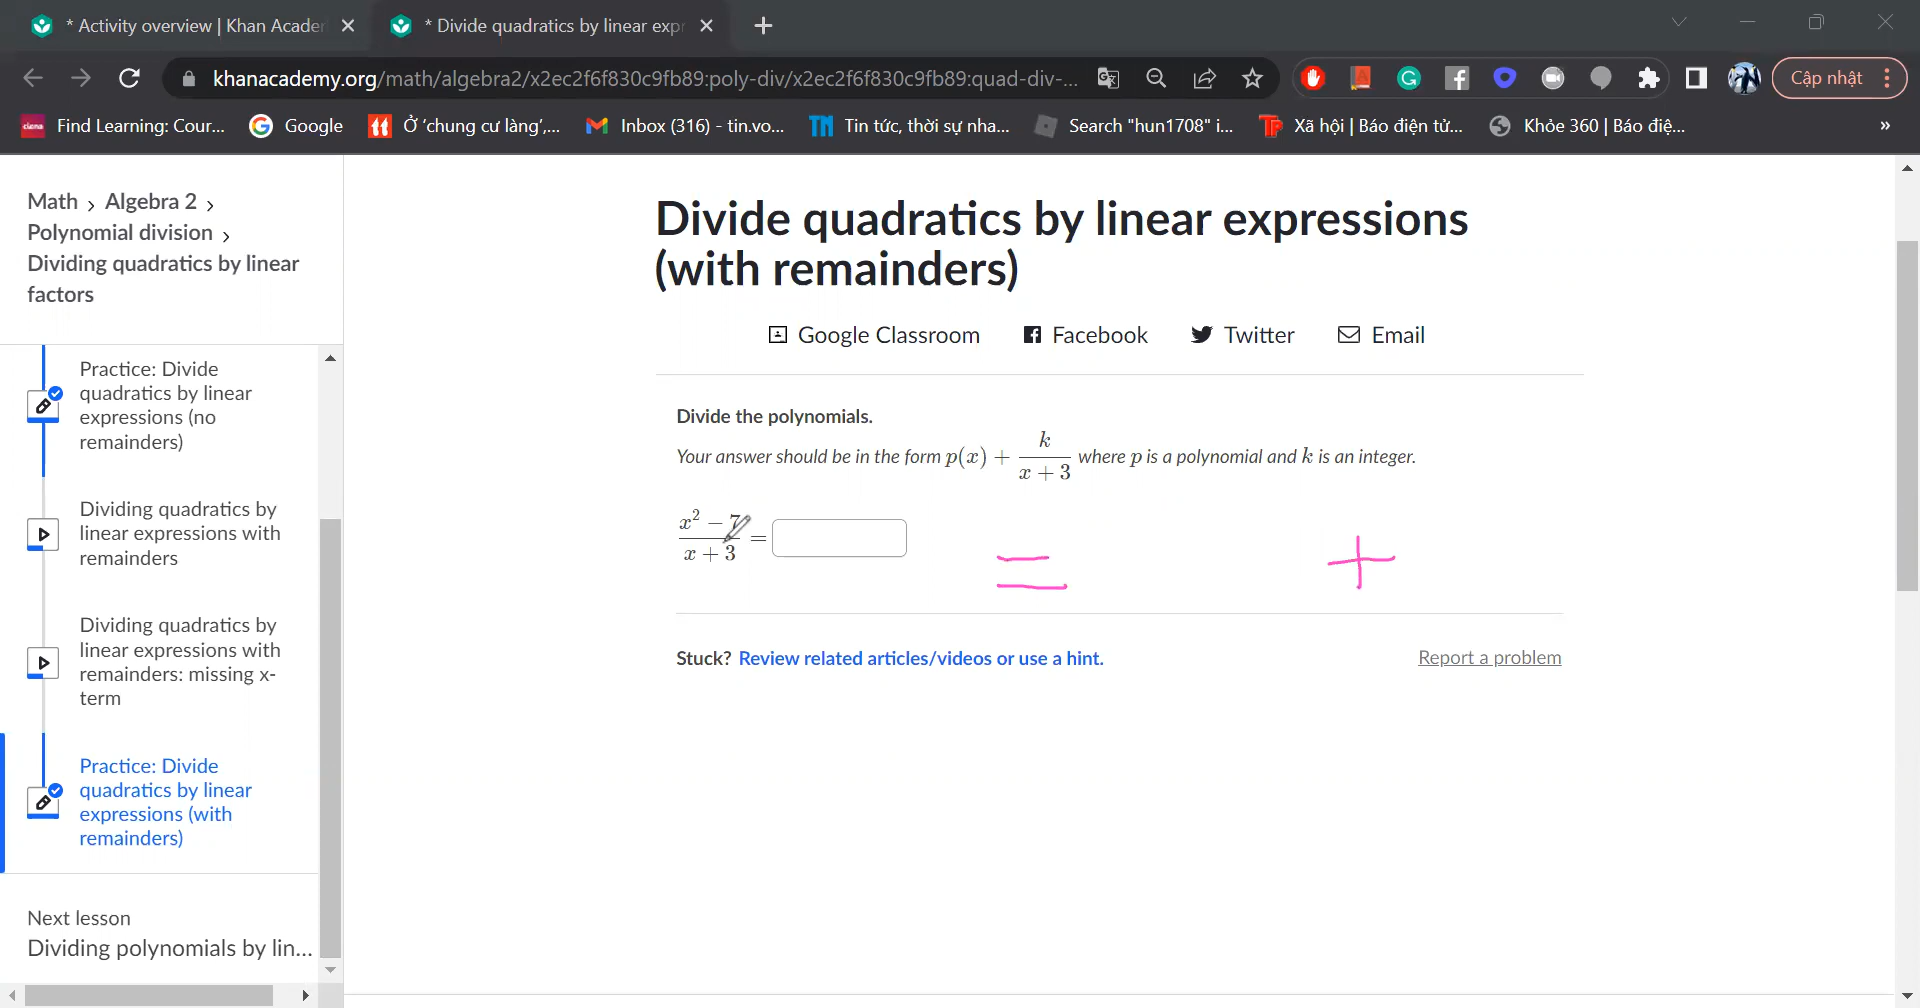 * Activity overview | Khan Acader
* Divide quadratics by linear expr
khanacademy.org/math/algebra2/x2ec2f6f830c9fb89:poly-div/x2ec2f6f830c9fb89:quad-div-...
Cập nhật
ciena Find Learning: Cour...
Google
Ở 'chung cư làng',...
Inbox (316) - tin.vo...
Tin tức, thời sự nha...
Search "hun1708" i...
Xã hội | Báo điện tử...
Khỏe 360 | Báo điệ...
»
Math > Algebra 2 >
Polynomial division >
Dividing quadratics by linear
factors
Practice: Divide
quadratics by linear
expressions (no
remainders)
Dividing quadratics by
linear expressions with
remainders
Dividing quadratics by
linear expressions with
remainders: missing x-
term
Practice: Divide
quadratics by linear
expressions (with
remainders)
Next lesson
Dividing polynomials by lin...
Divide quadratics by linear expressions
(with remainders)
Google Classroom
Facebook
Twitter
Email
Divide the polynomials.
Your answer should be in the form p(x) + k/(x + 3) where p is a polynomial and k is an integer.
(x² − 7)/(x + 3) =
= +
Stuck? Review related articles/videos or use a hint.
Report a problem